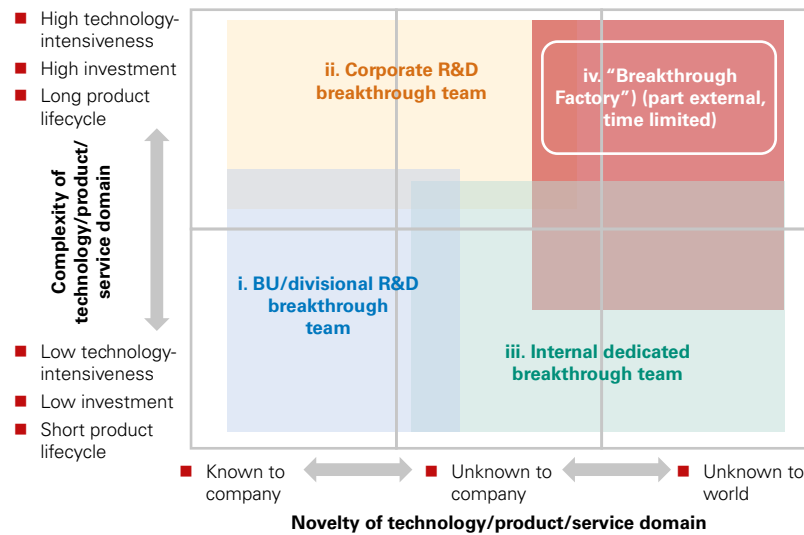 High technology-
intensiveness
High investment
Long product
lifecycle
Complexity of
technology/product/
service domain
Low technology-
intensiveness
Low investment
Short product
lifecycle
ii. Corporate R&D
breakthrough team
iv. “Breakthrough
Factory”) (part external,
time limited)
i. BU/divisional R&D
breakthrough
team
iii. Internal dedicated
breakthrough team
Known to
company
Unknown to
company
Unknown to
world
Novelty of technology/product/service domain